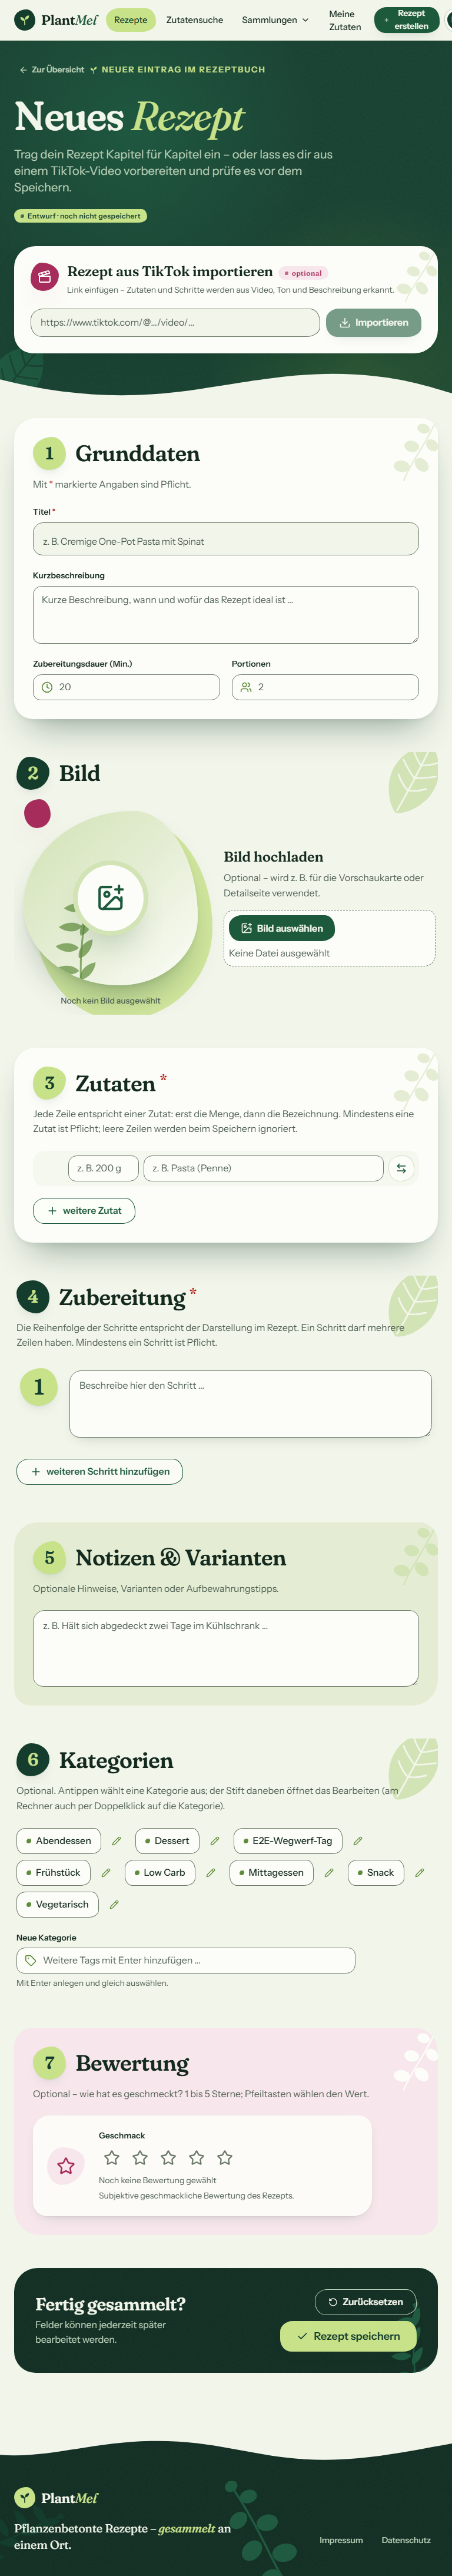 PlantMel
Rezepte
Zutatensuche
Sammlungen
Meine
Zutaten
Rezept
erstellen
Zur Übersicht
NEUER EINTRAG IM REZEPTBUCH
Neues Rezept
Trag dein Rezept Kapitel für Kapitel ein – oder lass es dir aus
einem TikTok-Video vorbereiten und prüfe es vor dem
Speichern.
Entwurf · noch nicht gespeichert
Rezept aus TikTok importieren
optional
Link einfügen – Zutaten und Schritte werden aus Video, Ton und Beschreibung erkannt.
https://www.tiktok.com/@.../video/...
Importieren
1 Grunddaten
Mit * markierte Angaben sind Pflicht.
Titel *
z. B. Cremige One-Pot Pasta mit Spinat
Kurzbeschreibung
Kurze Beschreibung, wann und wofür das Rezept ideal ist ...
Zubereitungsdauer (Min.)
Portionen
20
2
2 Bild
Noch kein Bild ausgewählt
Bild hochladen
Optional – wird z. B. für die Vorschaukarte oder
Detailseite verwendet.
Bild auswählen
Keine Datei ausgewählt
3 Zutaten *
Jede Zeile entspricht einer Zutat: erst die Menge, dann die Bezeichnung. Mindestens eine
Zutat ist Pflicht; leere Zeilen werden beim Speichern ignoriert.
z. B. 200 g
z. B. Pasta (Penne)
weitere Zutat
4 Zubereitung *
Die Reihenfolge der Schritte entspricht der Darstellung im Rezept. Ein Schritt darf mehrere
Zeilen haben. Mindestens ein Schritt ist Pflicht.
1
Beschreibe hier den Schritt ...
weiteren Schritt hinzufügen
5 Notizen & Varianten
Optionale Hinweise, Varianten oder Aufbewahrungstipps.
z. B. Hält sich abgedeckt zwei Tage im Kühlschrank ...
6 Kategorien
Optional. Antippen wählt eine Kategorie aus; der Stift daneben öffnet das Bearbeiten (am
Rechner auch per Doppelklick auf die Kategorie).
Abendessen
Dessert
E2E-Wegwerf-Tag
Frühstück
Low Carb
Mittagessen
Snack
Vegetarisch
Neue Kategorie
Weitere Tags mit Enter hinzufügen ...
Mit Enter anlegen und gleich auswählen.
7 Bewertung
Optional – wie hat es geschmeckt? 1 bis 5 Sterne; Pfeiltasten wählen den Wert.
Geschmack
Noch keine Bewertung gewählt
Subjektive geschmackliche Bewertung des Rezepts.
Fertig gesammelt?
Felder können jederzeit später
bearbeitet werden.
Zurücksetzen
Rezept speichern
PlantMel
Pflanzenbetonte Rezepte – gesammelt an
einem Ort.
Impressum
Datenschutz